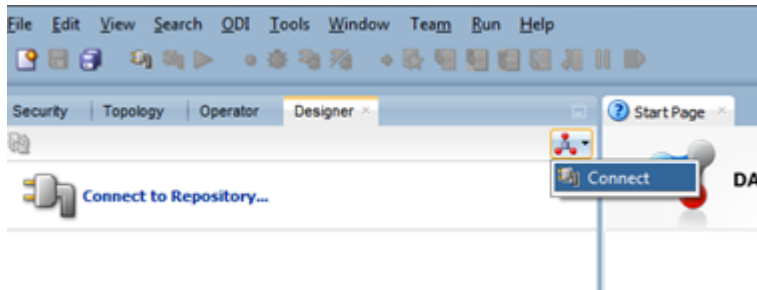 File Edit View Search ODI Tools Window Team Run Help
Security Topology Operator Designer Start Page
Connect
Connect to Repository...
DA